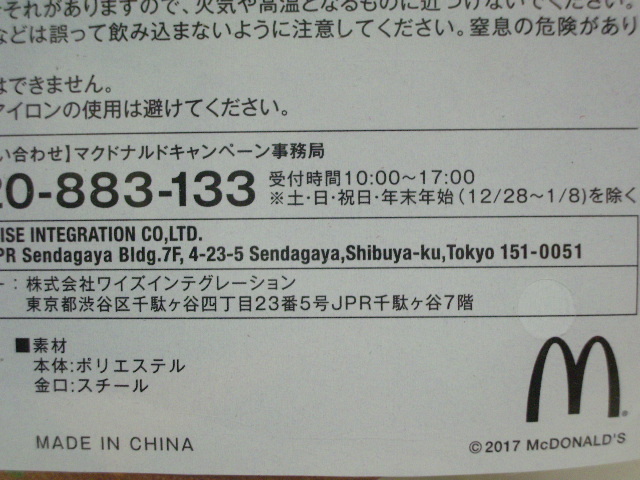 それがありますので、火気や高温となるものに近づけないでください。
などは誤って飲み込まないように注意してください。窒息の危険があり
はできません。
アイロンの使用は避けてください。
い合わせ】マクドナルドキャンペーン事務局
20-883-133 受付時間10:00～17:00
※土・日・祝日・年末年始(12/28～1/8)を除く
ISE INTEGRATION CO,LTD.
PR Sendagaya Bldg.7F, 4-23-5 Sendagaya,Shibuya-ku,Tokyo 151-0051
ー：株式会社ワイズインテグレーション
東京都渋谷区千駄ヶ谷四丁目23番5号JPR千駄ヶ谷7階
■素材
本体:ポリエステル
金口:スチール
MADE IN CHINA
©2017 McDONALD'S